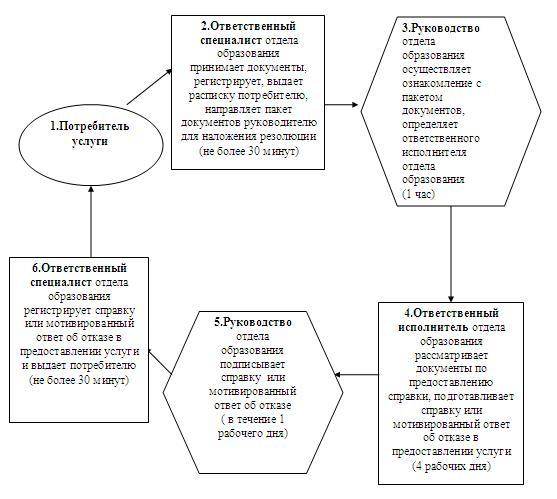 1.Потребитель
услуги
2.Ответственный
специалист отдела
образования
принимает документы,
регистрирует, выдает
расписку потребителю,
направляет пакет
документов руководителю
для наложения резолюции
(не более 30 минут)
3.Руководство
отдела
образования
осуществляет
ознакомление с
пакетом
документов,
определяет
ответственного
исполнителя
отдела
образования
(1 час)
4.Ответственный
исполнитель отдела
образования
рассматривает
документы по
предоставлению
справки, подготавливает
справку или
мотивированный ответ
об отказе в
предоставлении услуги
(4 рабочих дня)
5.Руководство
отдела
образования
подписывает
справку или
мотивированный
ответ об отказе
( в течение 1
рабочего дня)
6.Ответственный
специалист отдела
образования
регистрирует справку
или мотивированный
ответ об отказе в
предоставлении услуги
и выдает потребителю
(не более 30 минут)